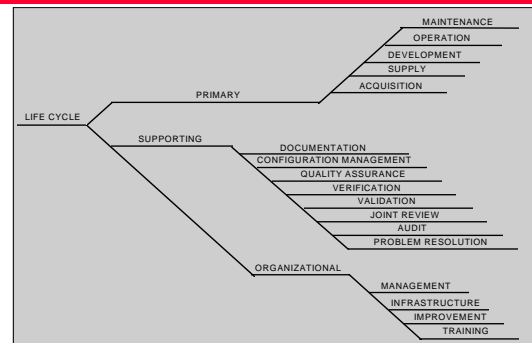 MAINTENANCE
OPERATION
DEVELOPMENT
SUPPLY
ACQUISITION
PRIMARY
LIFE CYCLE
SUPPORTING
DOCUMENTATION
CONFIGURATION MANAGEMENT
QUALITY ASSURANCE
VERIFICATION
VALIDATION
JOINT REVIEW
AUDIT
PROBLEM RESOLUTION
ORGANIZATIONAL
MANAGEMENT
INFRASTRUCTURE
IMPROVEMENT
TRAINING